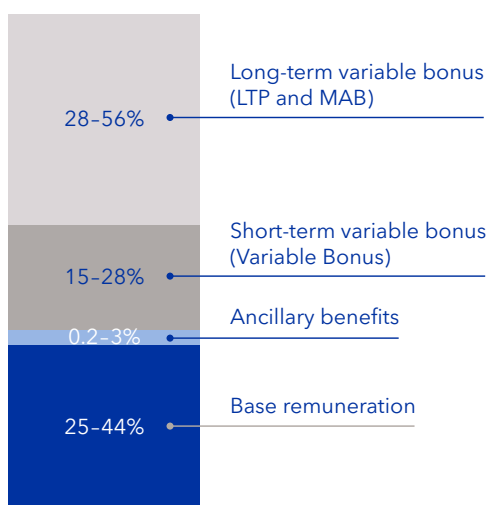 Long-term variable bonus
(LTP and MAB)
28–56%
Short-term variable bonus
(Variable Bonus)
15–28%
Ancillary benefits
0.2–3%
Base remuneration
25–44%